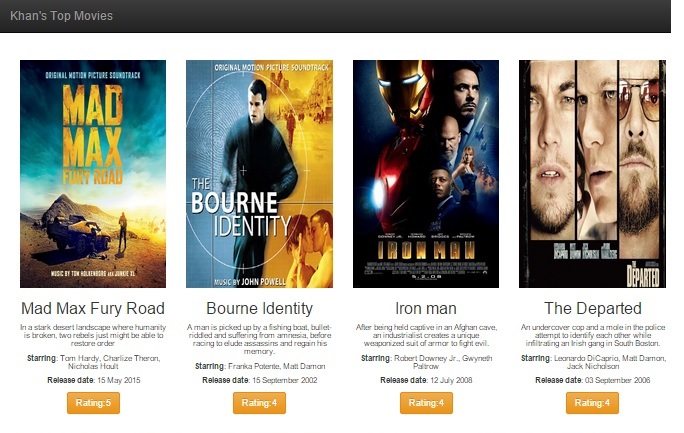 Khan's Top Movies
ORIGINAL MOTION PICTURE SOUNDTRACK
MAD
MAX
FURY ROAD
MUSIC BY TOM HOLKENBORG AKA JUNKIE XL
ORIGINAL MOTION PICTURE SOUNDTRACK
THE
BOURNE
IDENTITY
MUSIC BY JOHN POWELL
IRON MAN
5.2.08
THE
DEPARTED
Mad Max Fury Road
In a stark desert landscape where humanity
is broken, two rebels just might be able to
restore order
Starring: Tom Hardy, Charlize Theron,
Nicholas Hoult
Release date: 15 May 2015
Rating:5
Bourne Identity
A man is picked up by a fishing boat, bullet-
riddled and suffering from amnesia, before
racing to elude assassins and regain his
memory.
Starring: Franka Potente, Matt Damon
Release date: 15 September 2002
Rating:4
Iron man
After being held captive in an Afghan cave,
an industrialist creates a unique
weaponized suit of armor to fight evil.
Starring: Robert Downey Jr., Gwyneth
Paltrow
Release date: 12 July 2008
Rating:4
The Departed
An undercover cop and a mole in the police
attempt to identify each other while
infiltrating an Irish gang in South Boston.
Starring: Leonardo DiCaprio, Matt Damon,
Jack Nicholson
Release date: 03 September 2006
Rating:4